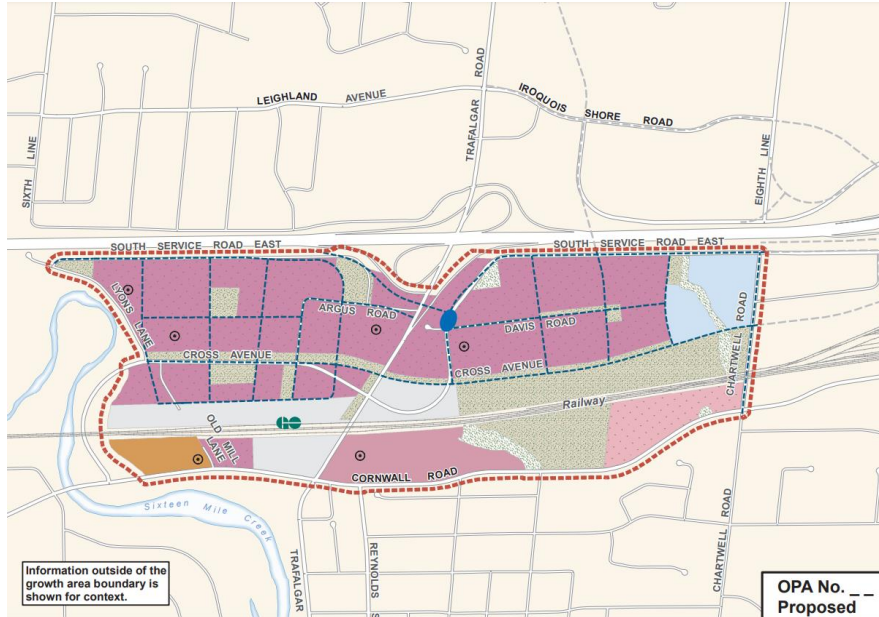 LEIGHLAND AVENUE
IROQUOIS SHORE ROAD
TRAFALGAR ROAD
SIXTH LINE
EIGHTH LINE
SOUTH SERVICE ROAD EAST
SOUTH SERVICE ROAD EAST
LYONS LANE
ARGUS ROAD
DAVIS ROAD
CHARTWELL ROAD
CROSS AVENUE
CROSS AVENUE
Railway
GO
OLD MILL LANE
CORNWALL ROAD
Sixteen Mile Creek
TRAFALGAR
REYNOLDS S
CHARTWELL ROAD
Information outside of the
growth area boundary is
shown for context.
OPA No. _ _
Proposed